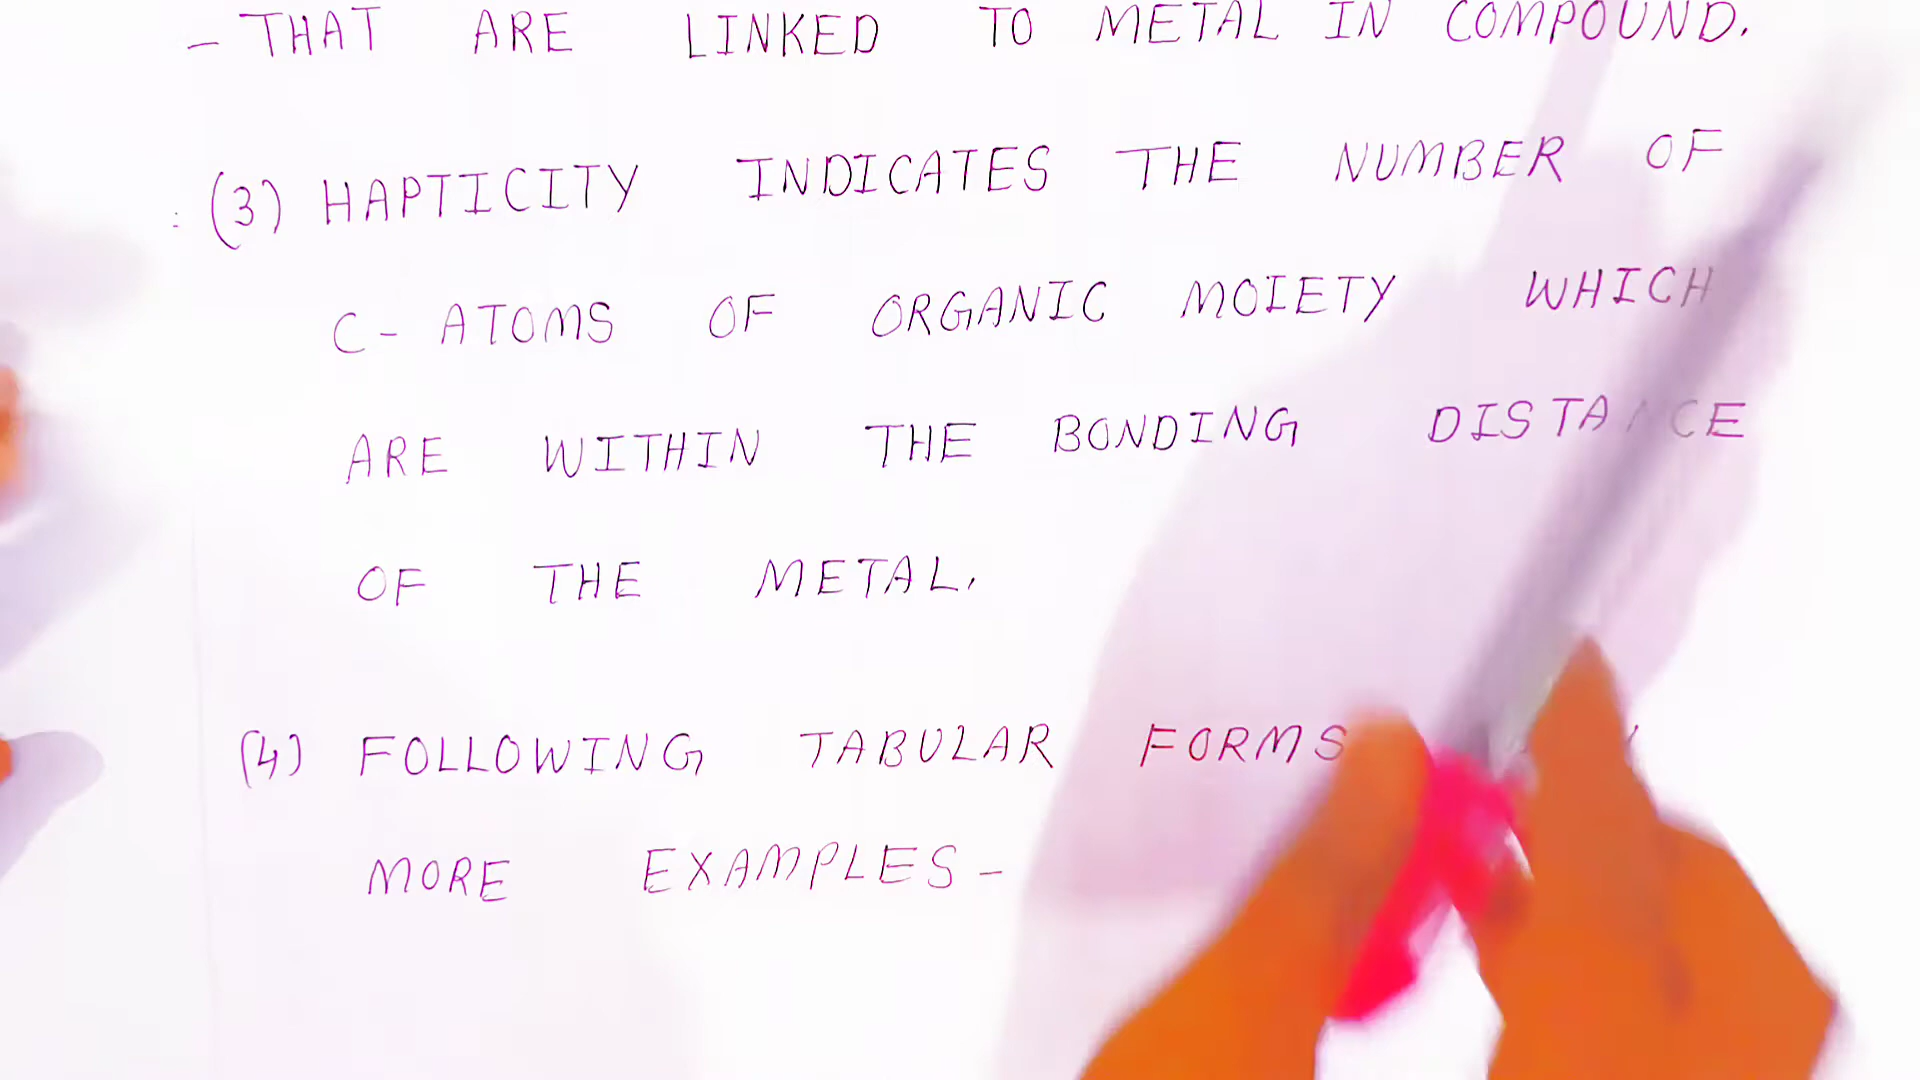 - THAT ARE LINKED TO METAL IN COMPOUND.
(3) HAPTICITY INDICATES THE NUMBER OF
C- ATOMS OF ORGANIC MOIETY WHICH
ARE WITHIN THE BONDING DISTANCE
OF THE METAL.
(4) FOLLOWING TABULAR FORMS
MORE EXAMPLES-